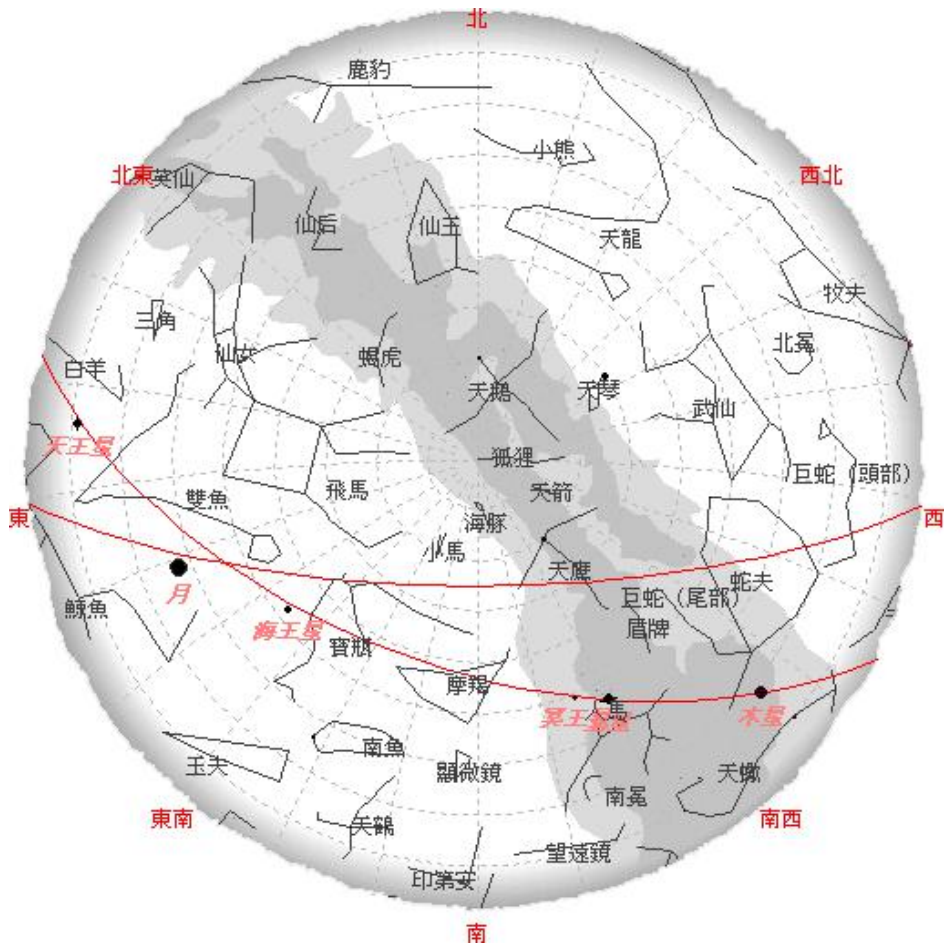 北
鹿豹
小熊
北東
英仙
西北
仙后
仙王
天龍
牧夫
三角
北冕
仙女
蝎虎
白羊
天鵝
天琴
武仙
天王星
狐狸
巨蛇（頭部）
雙魚
飛馬
天箭
東
海豚
西
小馬
天鷹
蛇夫
月
巨蛇（尾部）
鯨魚
海王星
盾牌
寶瓶
摩羯
冥王星
人馬
木星
南魚
玉夫
顯微鏡
天蠍
南冕
東南
南西
天鶴
望遠鏡
印第安
南